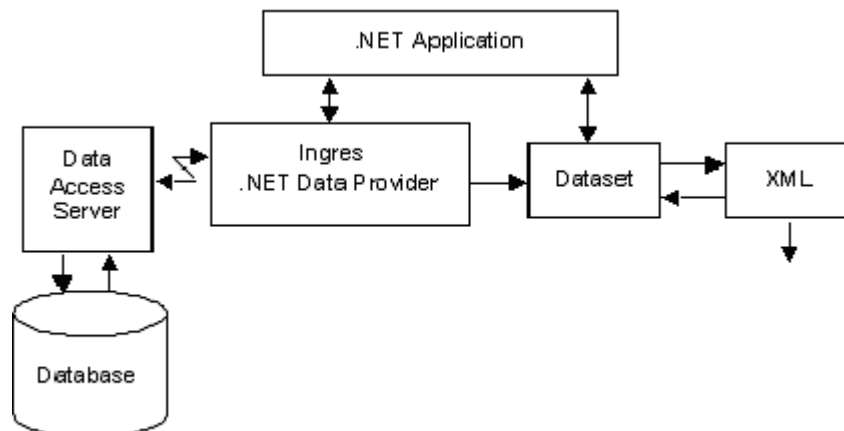 .NET Application
Data
Access
Server
Ingres
.NET Data Provider
Dataset
XML
Database